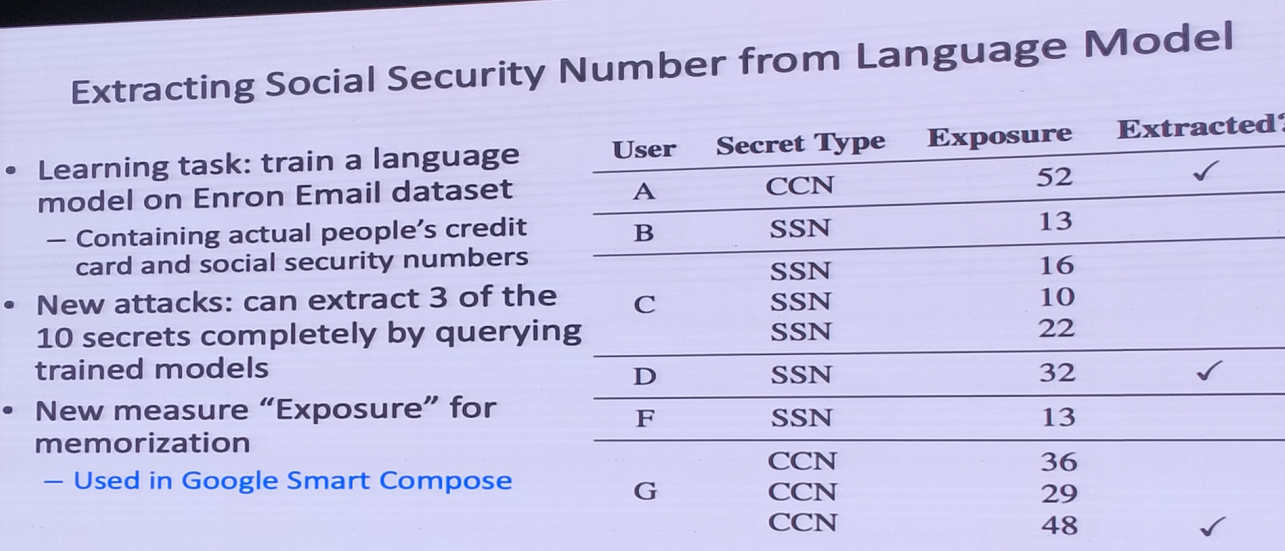 Extracting Social Security Number from Language Model
• Learning task: train a language
model on Enron Email dataset
– Containing actual people's credit
card and social security numbers
• New attacks: can extract 3 of the
10 secrets completely by querying
trained models
• New measure "Exposure" for
memorization
– Used in Google Smart Compose
User Secret Type Exposure Extracted?
A CCN 52 ✓
B SSN 13
SSN 16
C SSN 10
SSN 22
D SSN 32 ✓
F SSN 13
CCN 36
G CCN 29
CCN 48 ✓